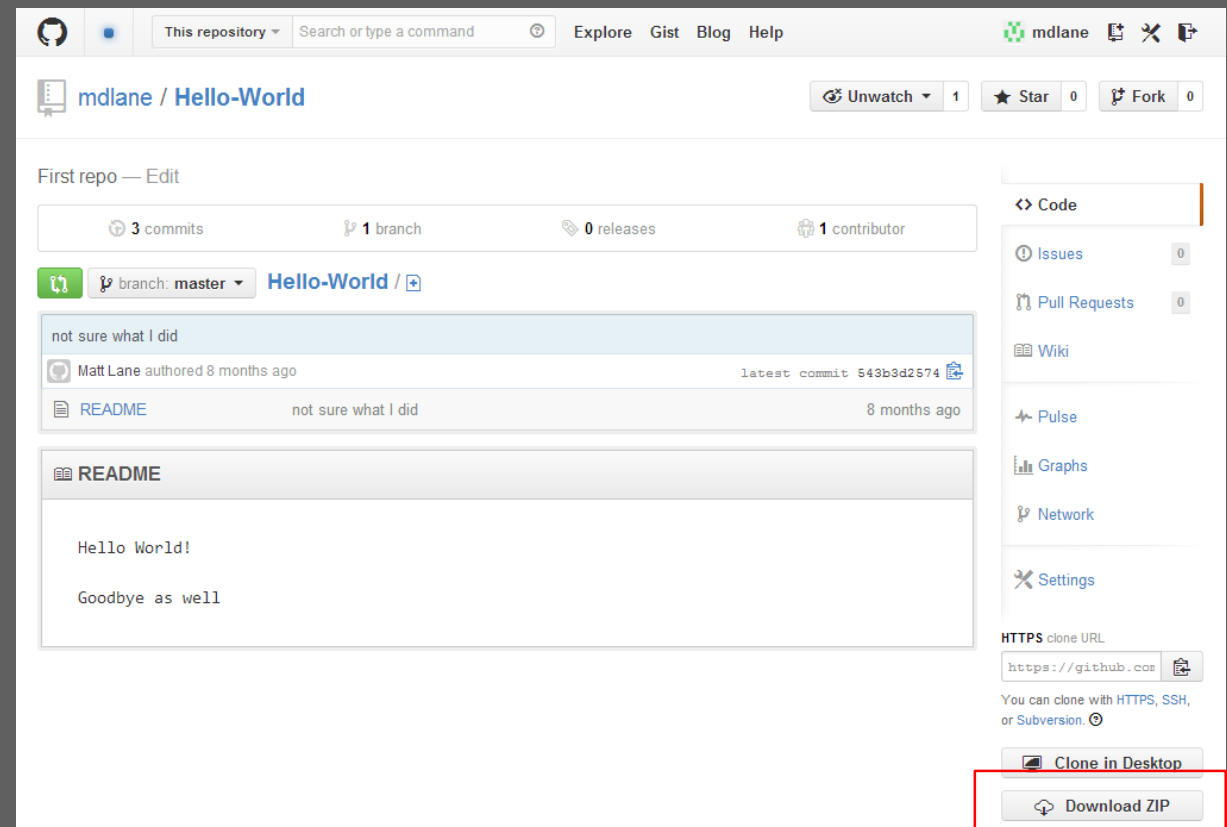 This repository Search or type a command Explore Gist Blog Help mdlane
mdlane / Hello-World Unwatch 1 Star 0 Fork 0
First repo — Edit
3 commits 1 branch 0 releases 1 contributor
branch: master Hello-World /
not sure what I did
Matt Lane authored 8 months ago latest commit 543b3d2574
README not sure what I did 8 months ago
README
Hello World!
Goodbye as well
<> Code
Issues 0
Pull Requests 0
Wiki
Pulse
Graphs
Network
Settings
HTTPS clone URL
https://github.com
You can clone with HTTPS, SSH,
or Subversion.
Clone in Desktop
Download ZIP